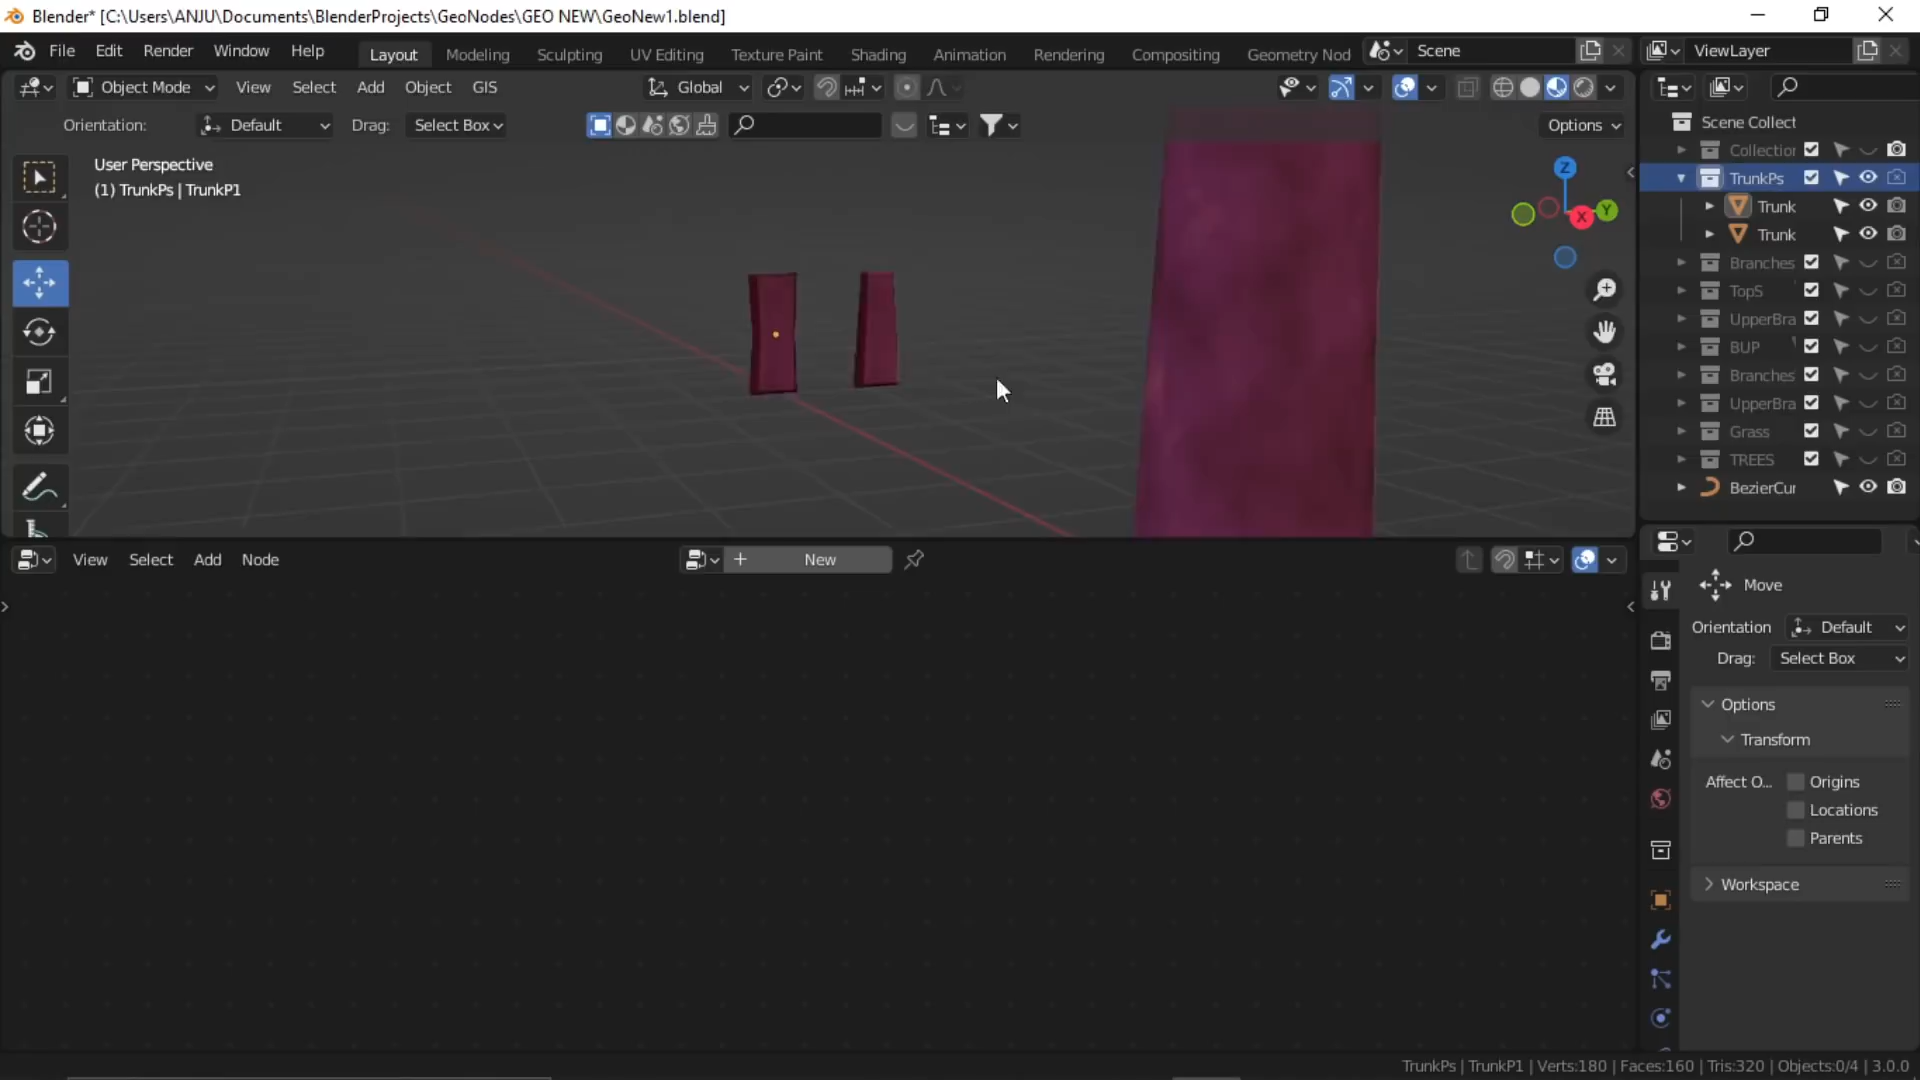 Blender* [C:\Users\ANJU\Documents\BlenderProjects\GeoNodes\GEO NEW\GeoNew1.blend]
File Edit Render Window Help Layout Modeling Sculpting UV Editing Texture Paint Shading Animation Rendering Compositing Geometry Nod Scene ViewLayer
Object Mode View Select Add Object GIS Global
Orientation: Default Drag: Select Box Options
User Perspective
(1) TrunkPs | TrunkP1
Z
X
Y
Scene Collect
Collection
TrunkPs
Trunk
Trunk
Branches
TopS
UpperBra
BUP
Branches
UpperBra
Grass
TREES
BezierCur
View Select Add Node New
Move
Orientation Default
Drag: Select Box
Options
Transform
Affect O... Origins
Locations
Parents
Workspace
TrunkPs | TrunkP1 | Verts:180 | Faces:160 | Tris:320 | Objects:0/4 | 3.0.0